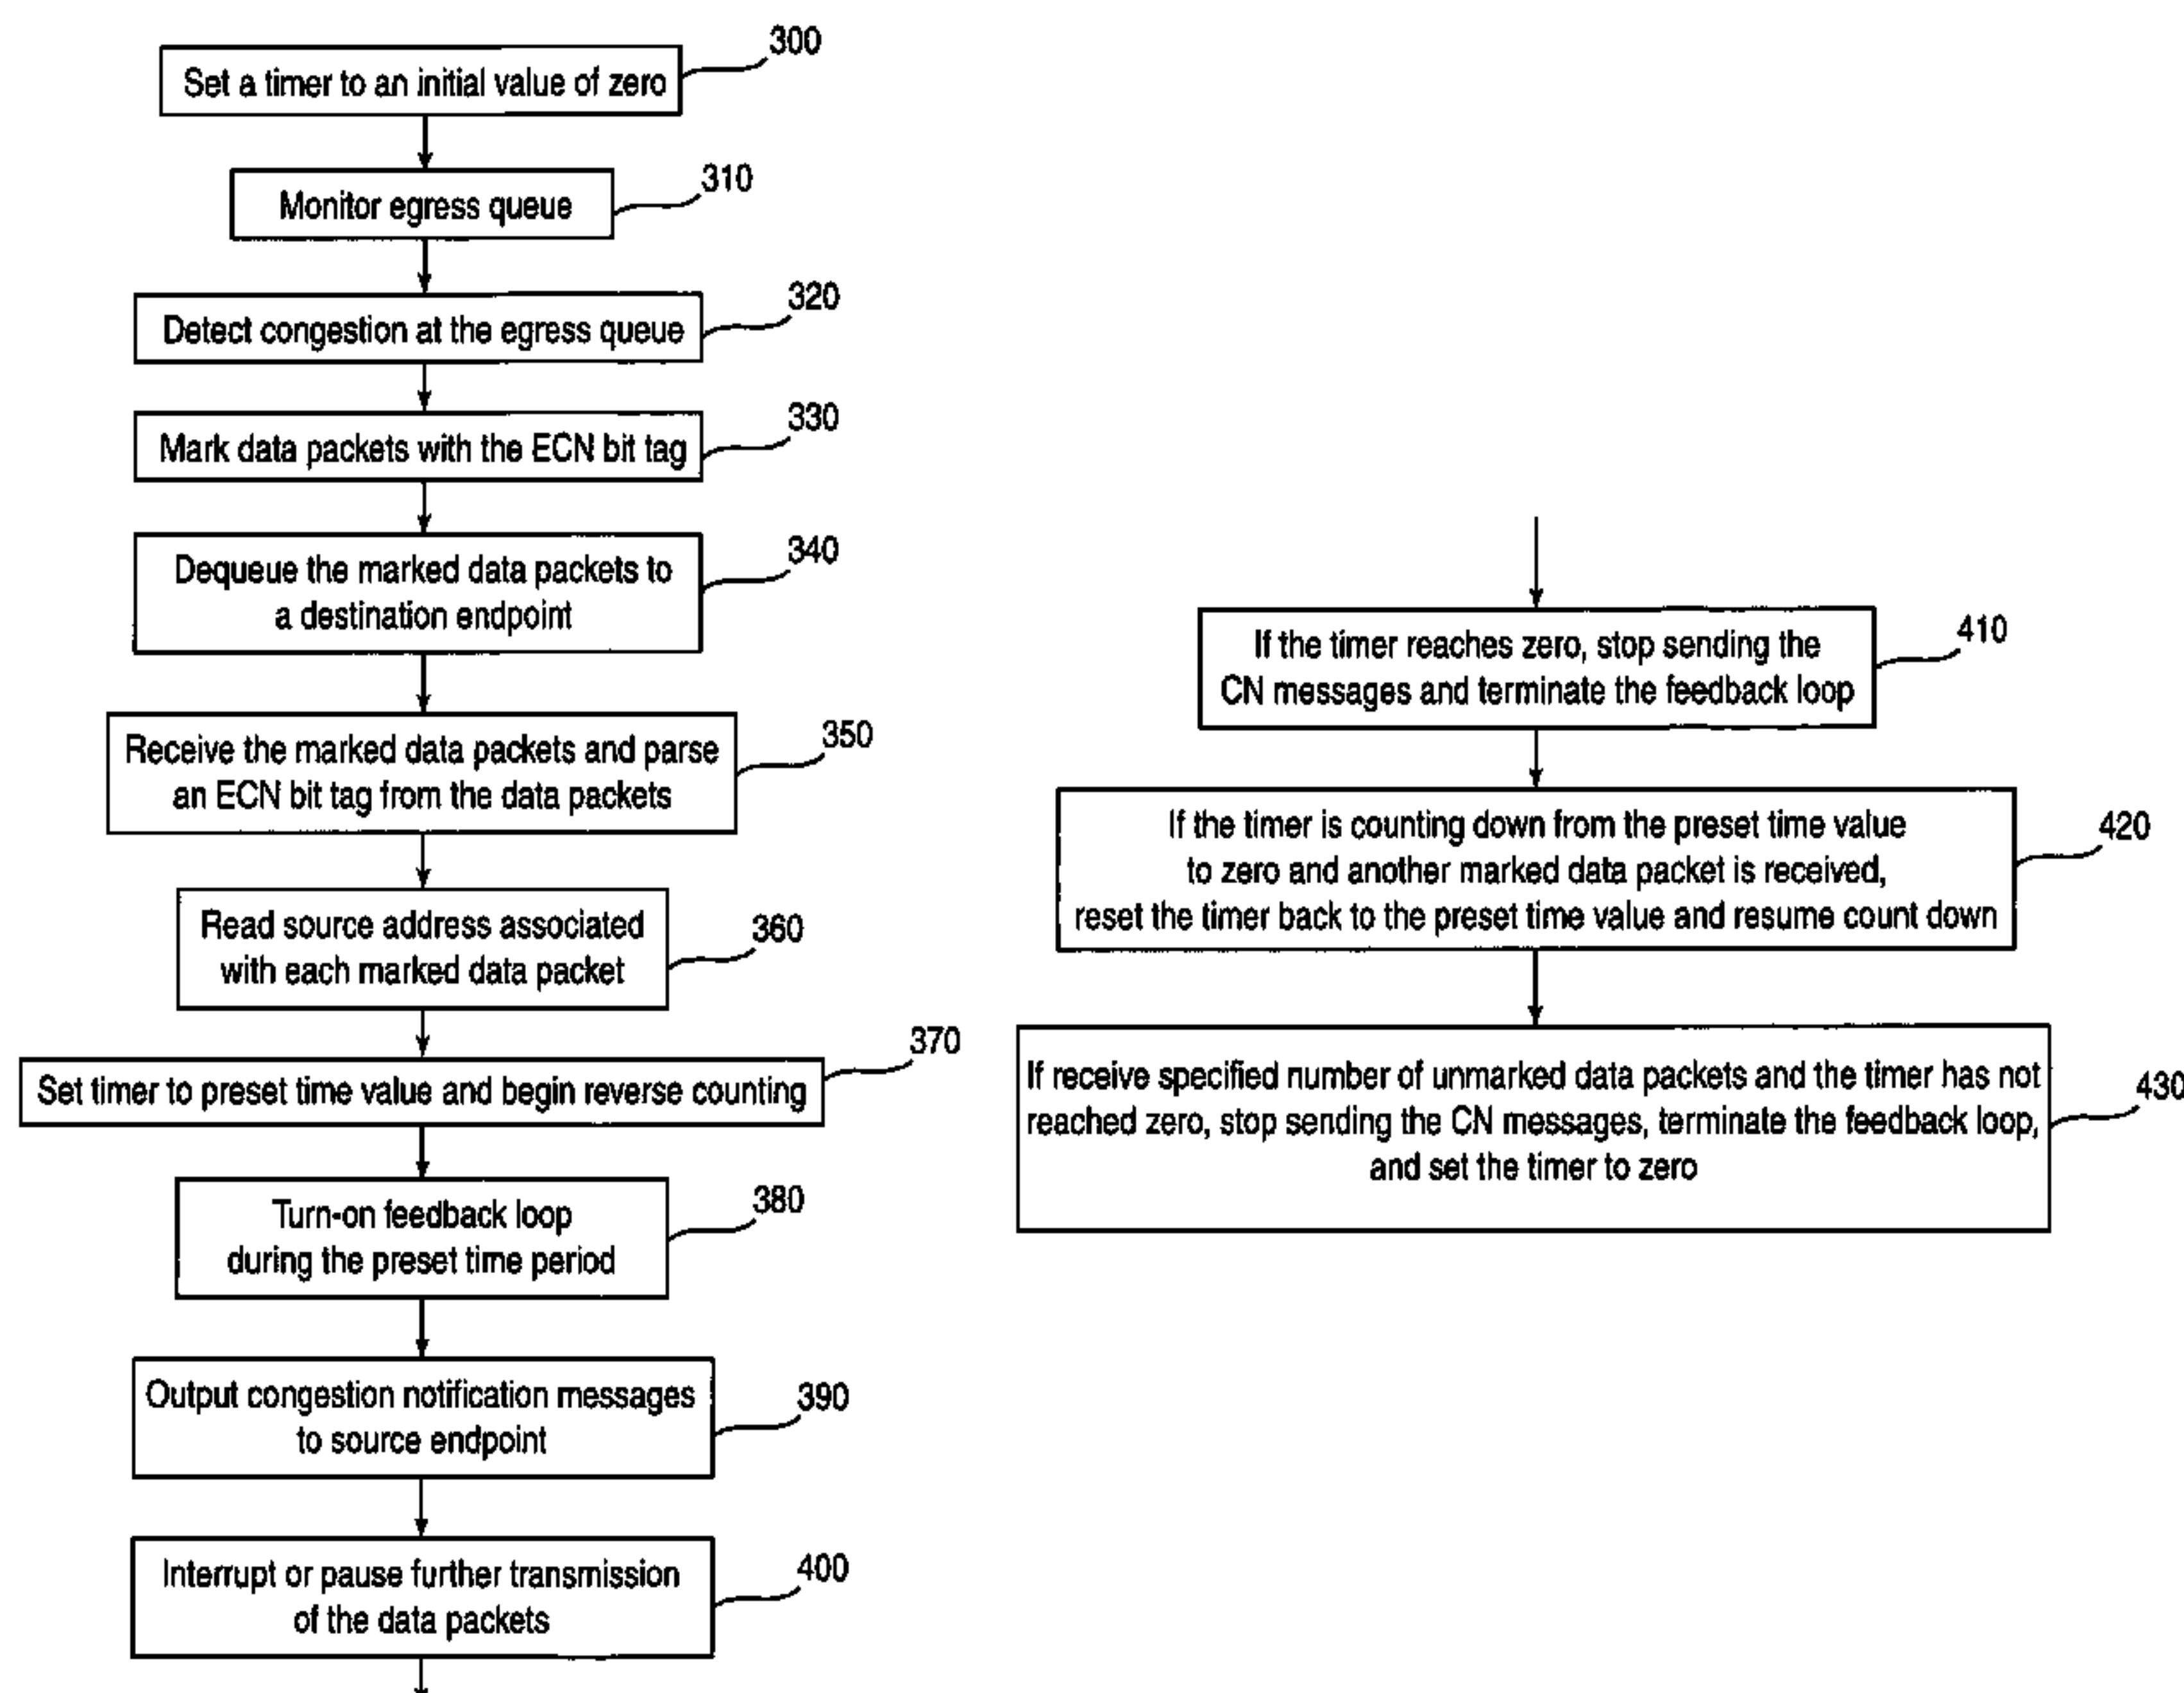 300
Set a timer to an initial value of zero
310
Monitor egress queue
320
Detect congestion at the egress queue
330
Mark data packets with the ECN bit tag
340
Dequeue the marked data packets to
a destination endpoint
350
Receive the marked data packets and parse
an ECN bit tag from the data packets
360
Read source address associated
with each marked data packet
370
Set timer to preset time value and begin reverse counting
380
Turn-on feedback loop
during the preset time period
390
Output congestion notification messages
to source endpoint
400
Interrupt or pause further transmission
of the data packets
410
If the timer reaches zero, stop sending the
CN messages and terminate the feedback loop
420
If the timer is counting down from the preset time value
to zero and another marked data packet is received,
reset the timer back to the preset time value and resume count down
430
If receive specified number of unmarked data packets and the timer has not
reached zero, stop sending the CN messages, terminate the feedback loop,
and set the timer to zero